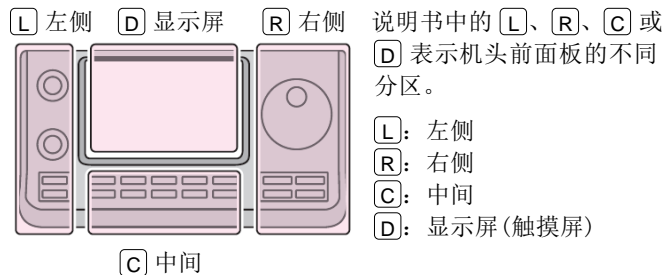 L 左侧 D 显示屏 R 右侧
C 中间
说明书中的 L、R、C 或
D 表示机头前面板的不同
分区。
L：左侧
R：右侧
C：中间
D：显示屏(触摸屏)